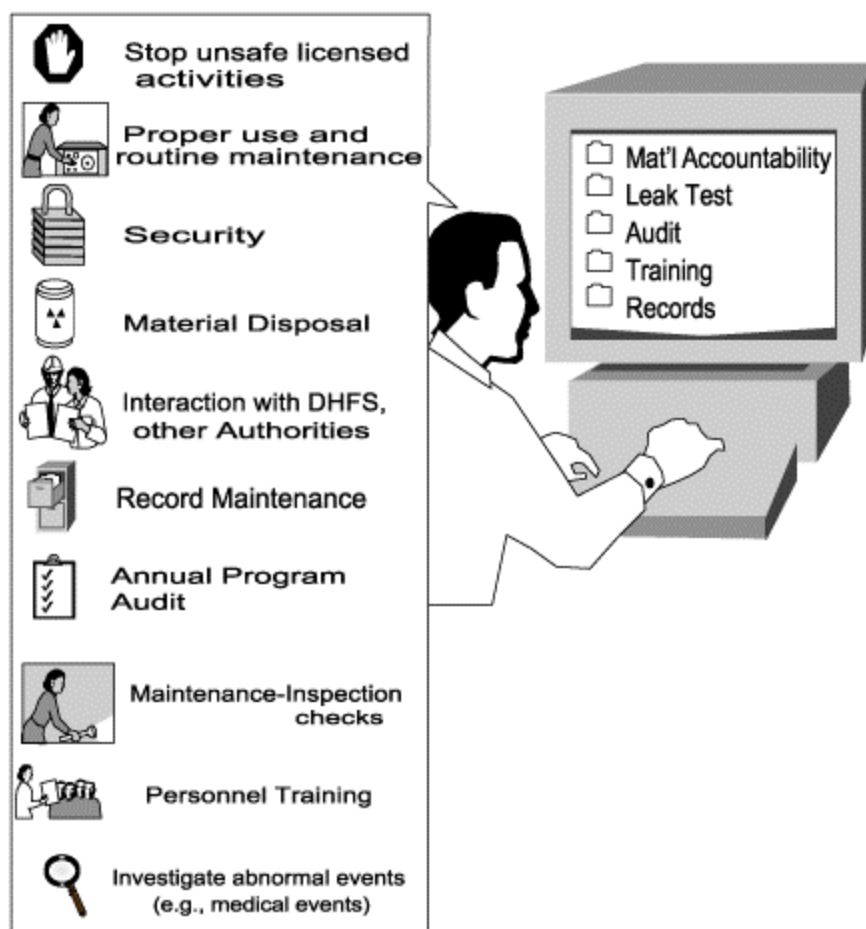 Stop unsafe licensed
activities
Proper use and
routine maintenance
Security
Material Disposal
Interaction with DHFS,
other Authorities
Record Maintenance
Annual Program
Audit
Maintenance-Inspection
checks
Personnel Training
Investigate abnormal events
(e.g., medical events)
Mat'l Accountability
Leak Test
Audit
Training
Records